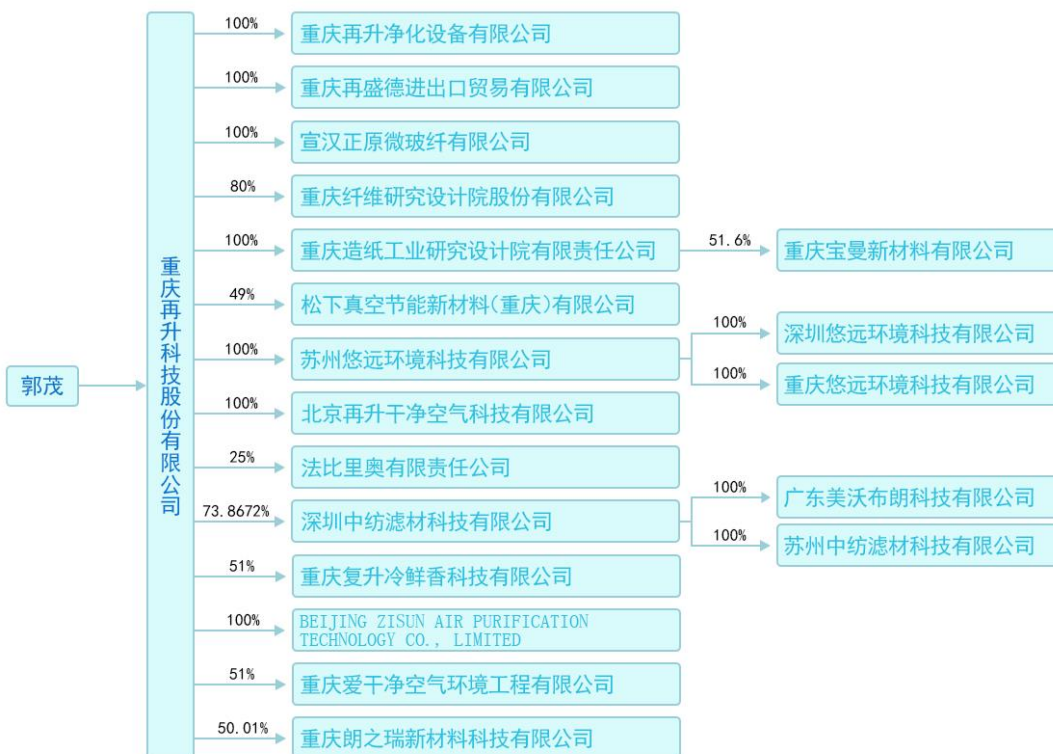 郭茂
重庆再升科技股份有限公司
100%
重庆再升净化设备有限公司
100%
重庆再盛德进出口贸易有限公司
100%
宣汉正原微玻纤有限公司
80%
重庆纤维研究设计院股份有限公司
100%
重庆造纸工业研究设计院有限责任公司
51.6%
重庆宝曼新材料有限公司
49%
松下真空节能新材料(重庆)有限公司
100%
苏州悠远环境科技有限公司
100%
深圳悠远环境科技有限公司
100%
重庆悠远环境科技有限公司
100%
北京再升干净空气科技有限公司
25%
法比里奥有限责任公司
73.8672%
深圳中纺滤材科技有限公司
100%
广东美沃布朗科技有限公司
100%
苏州中纺滤材科技有限公司
51%
重庆复升冷鲜香科技有限公司
100%
BEIJING ZISUN AIR PURIFICATION
TECHNOLOGY CO., LIMITED
51%
重庆爱干净空气环境工程有限公司
50.01%
重庆朗之瑞新材料科技有限公司